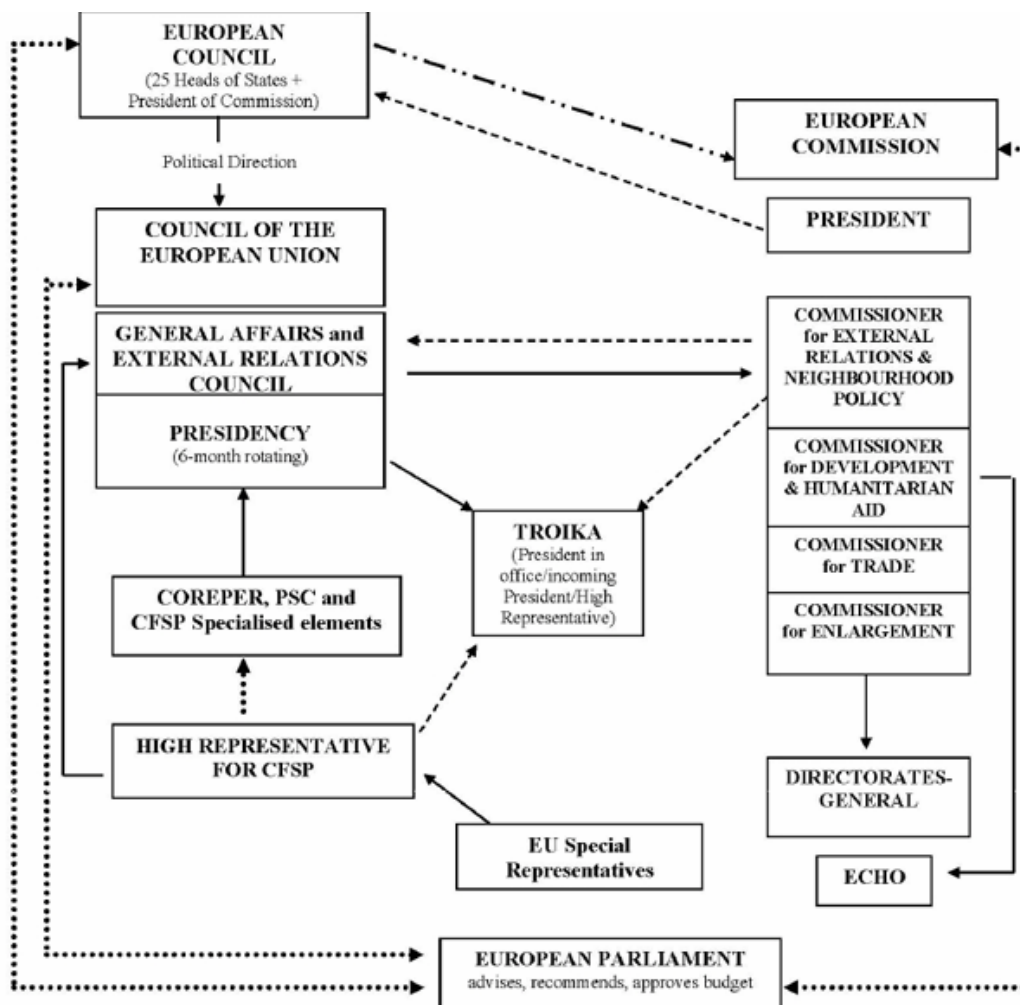 EUROPEAN
COUNCIL
(25 Heads of States +
President of Commission)
Political Direction
COUNCIL OF THE
EUROPEAN UNION
GENERAL AFFAIRS and
EXTERNAL RELATIONS
COUNCIL
PRESIDENCY
(6-month rotating)
COREPER, PSC and
CFSP Specialised elements
HIGH REPRESENTATIVE
FOR CFSP
EU Special
Representatives
TROIKA
(President in
office/incoming
President/High
Representative)
EUROPEAN
COMMISSION
PRESIDENT
COMMISSIONER
for EXTERNAL
RELATIONS &
NEIGHBOURHOOD
POLICY
COMMISSIONER
for DEVELOPMENT
& HUMANITARIAN
AID
COMMISSIONER
for TRADE
COMMISSIONER
for ENLARGEMENT
DIRECTORATES-
GENERAL
ECHO
EUROPEAN PARLIAMENT
advises, recommends, approves budget